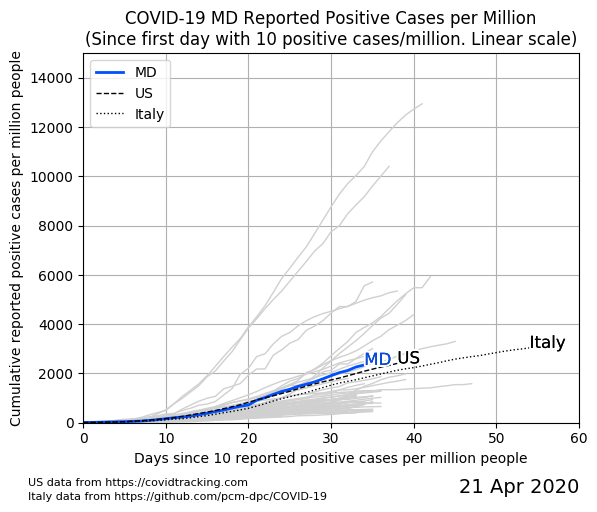 COVID-19 MD Reported Positive Cases per Million
(Since first day with 10 positive cases/million. Linear scale)
Cumulative reported positive cases per million people
14000
12000
10000
8000
6000
4000
2000
0
MD
US
Italy
MD
US
Italy
0 10 20 30 40 50 60
Days since 10 reported positive cases per million people
US data from https://covidtracking.com
Italy data from https://github.com/pcm-dpc/COVID-19
21 Apr 2020